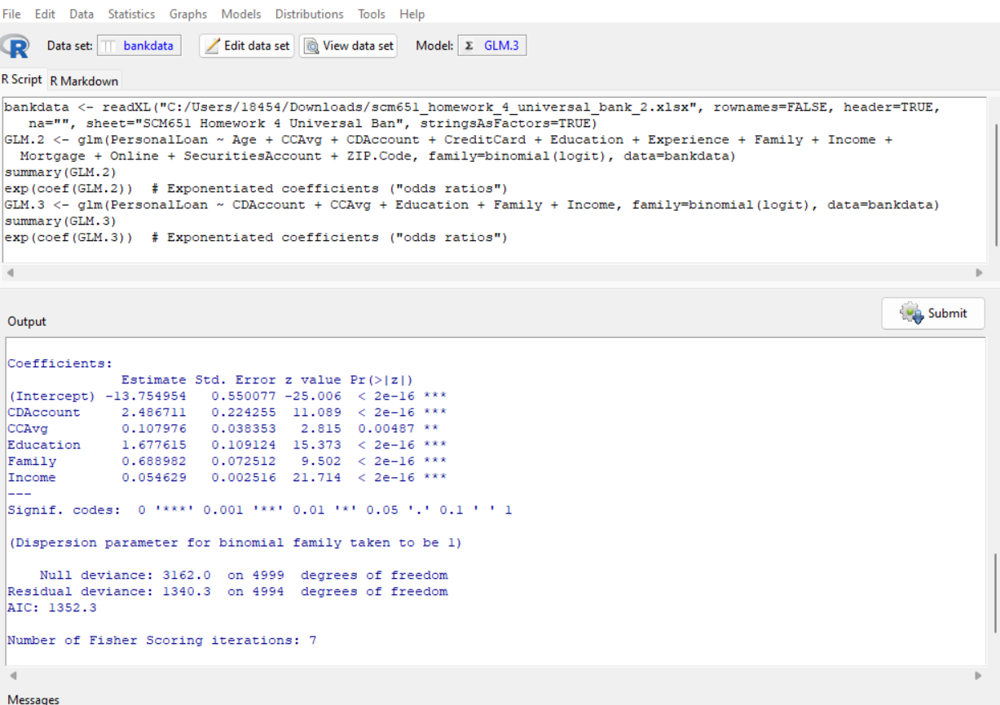 File Edit Data Statistics Graphs Models Distributions Tools Help
R Data set: bankdata Edit data set View data set Model: Σ GLM.3
R Script R Markdown
bankdata <- readXL("C:/Users/18454/Downloads/scm651_homework_4_universal_bank_2.xlsx", rownames=FALSE, header=TRUE,
na="", sheet="SCM651 Homework 4 Universal Ban", stringsAsFactors=TRUE)
GLM.2 <- glm(PersonalLoan ~ Age + CCAvg + CDAccount + CreditCard + Education + Experience + Family + Income +
Mortgage + Online + SecuritiesAccount + ZIP.Code, family=binomial(logit), data=bankdata)
summary(GLM.2)
exp(coef(GLM.2))  # Exponentiated coefficients ("odds ratios")
GLM.3 <- glm(PersonalLoan ~ CDAccount + CCAvg + Education + Family + Income, family=binomial(logit), data=bankdata)
summary(GLM.3)
exp(coef(GLM.3))  # Exponentiated coefficients ("odds ratios")
Output
Submit
Coefficients:
Estimate Std. Error z value Pr(>|z|)
(Intercept) -13.754954 0.550077 -25.006 < 2e-16 ***
CDAccount 2.486711 0.224255 11.089 < 2e-16 ***
CCAvg 0.107976 0.038353 2.815 0.00487 **
Education 1.677615 0.109124 15.373 < 2e-16 ***
Family 0.688982 0.072512 9.502 < 2e-16 ***
Income 0.054629 0.002516 21.714 < 2e-16 ***
---
Signif. codes:  0 '***' 0.001 '**' 0.01 '*' 0.05 '.' 0.1 ' ' 1
(Dispersion parameter for binomial family taken to be 1)
Null deviance: 3162.0 on 4999 degrees of freedom
Residual deviance: 1340.3 on 4994 degrees of freedom
AIC: 1352.3
Number of Fisher Scoring iterations: 7
Messages